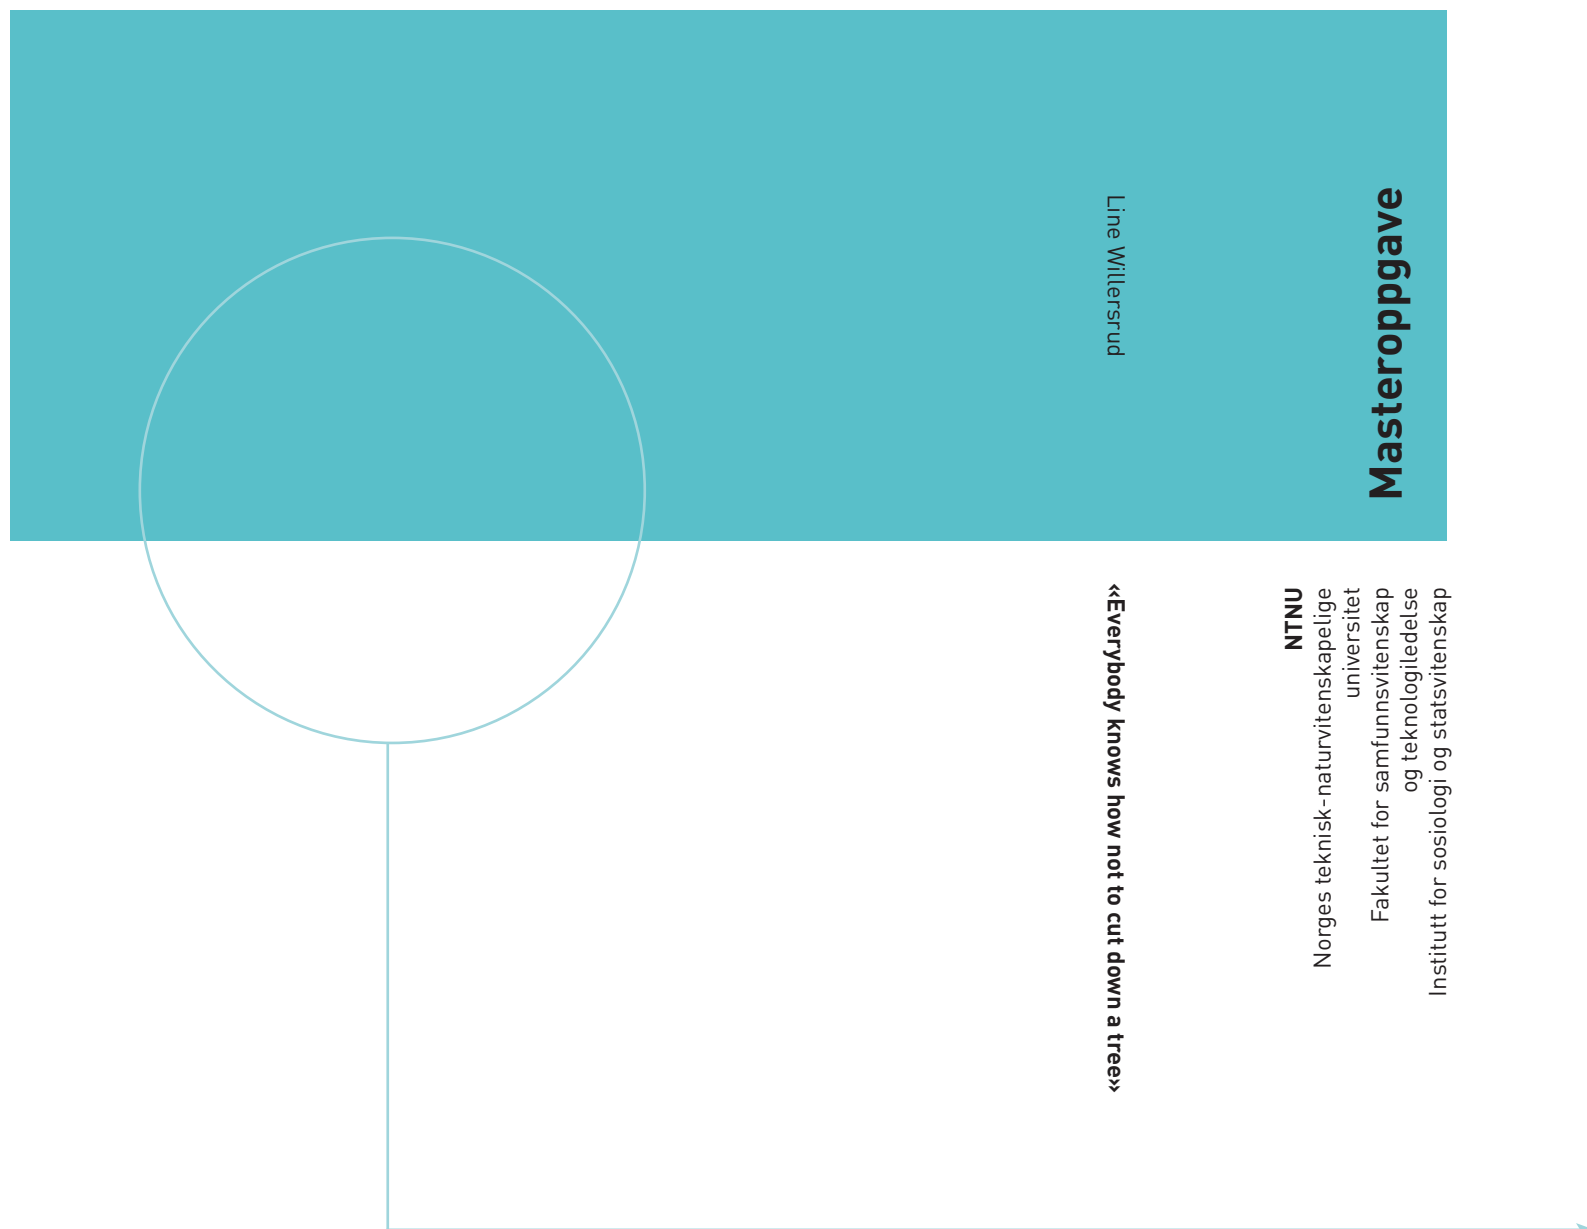 Masteroppgave
NTNU
Norges teknisk-naturvitenskapelige
universitet
Fakultet for samfunnsvitenskap
og teknologiledelse
Institutt for sosiologi og statsvitenskap
Line Willersrud
«Everybody knows how not to cut down a tree»